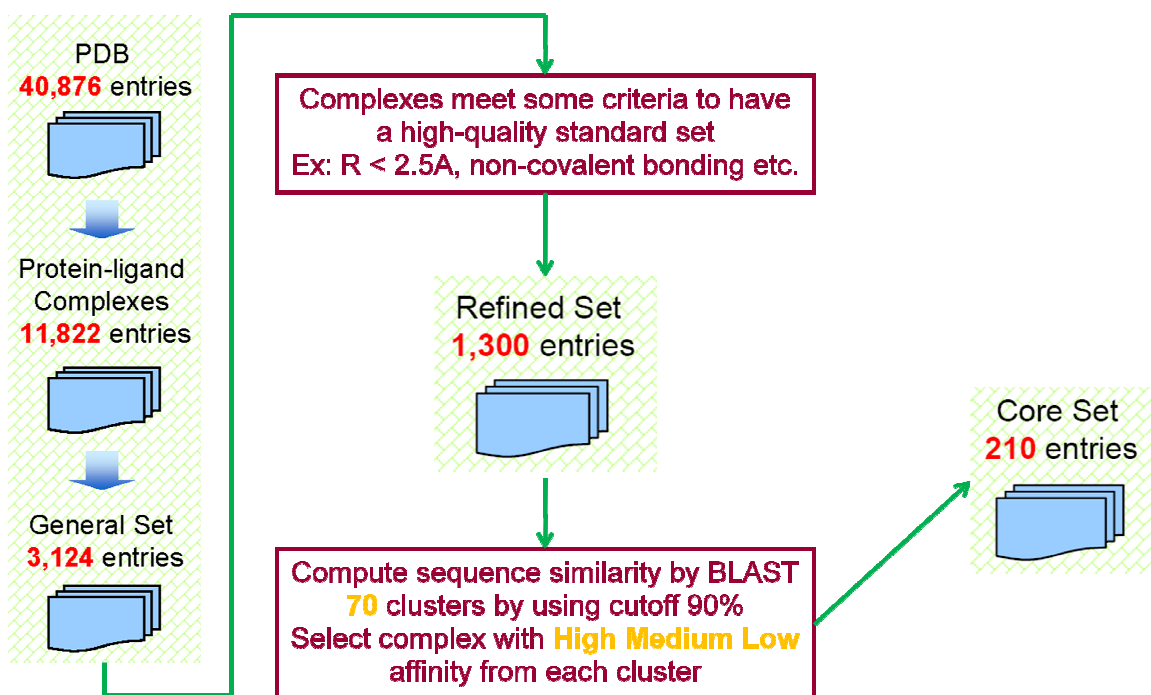 PDB
40,876 entries
Protein-ligand
Complexes
11,822 entries
General Set
3,124 entries
Complexes meet some criteria to have
a high-quality standard set
Ex: R < 2.5A, non-covalent bonding etc.
Refined Set
1,300 entries
Compute sequence similarity by BLAST
70 clusters by using cutoff 90%
Select complex with High Medium Low
affinity from each cluster
Core Set
210 entries